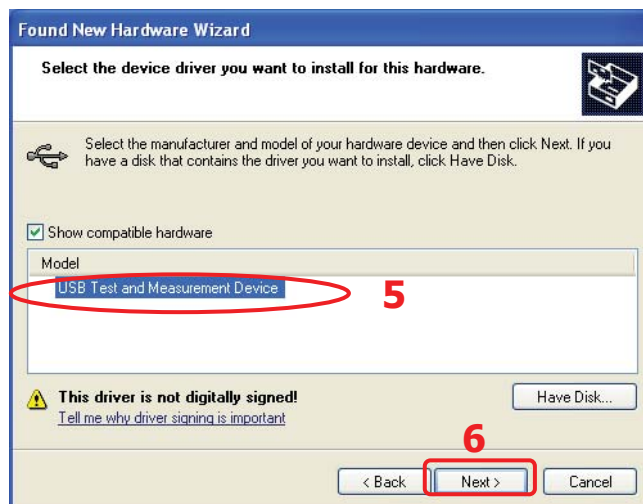 Found New Hardware Wizard
Select the device driver you want to install for this hardware.
Select the manufacturer and model of your hardware device and then click Next. If you
have a disk that contains the driver you want to install, click Have Disk.
Show compatible hardware
Model
USB Test and Measurement Device
5
This driver is not digitally signed!
Have Disk...
Tell me why driver signing is important
6
< Back
Next >
Cancel